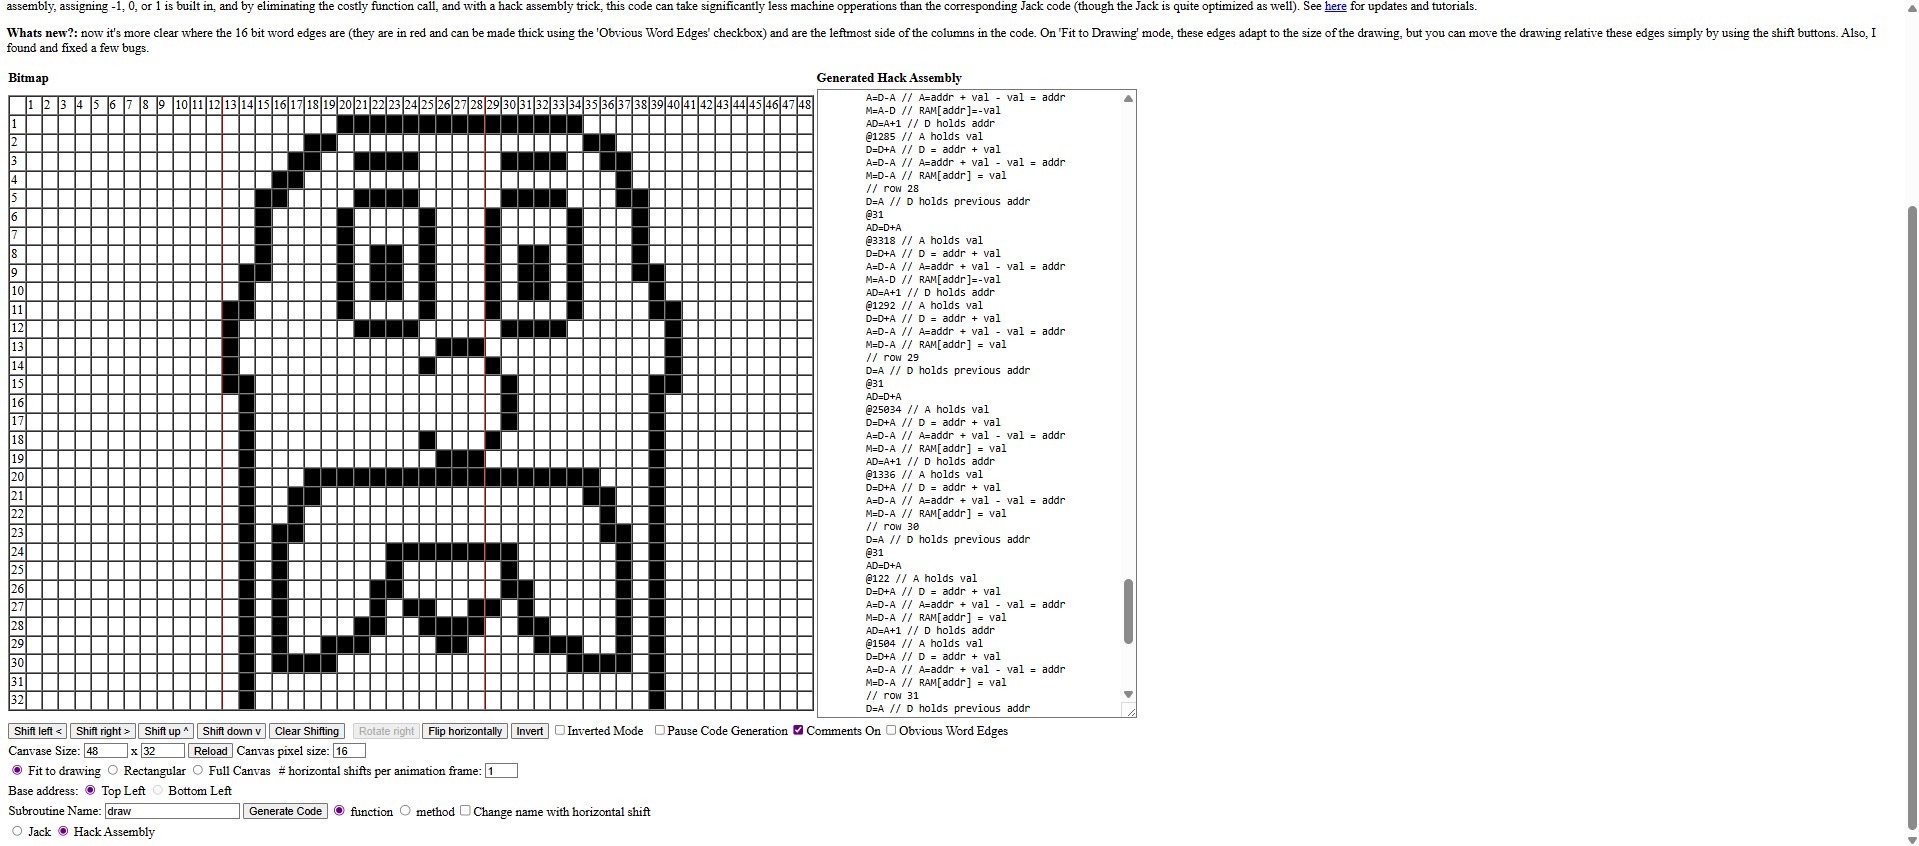 assembly, assigning -1, 0, or 1 is built in, and by eliminating the costly function call, and with a hack assembly trick, this code can take significantly less machine opperations than the corresponding Jack code (though the Jack is quite optimized as well). See here for updates and tutorials.
Whats new?: now it's more clear where the 16 bit word edges are (they are in red and can be made thick using the 'Obvious Word Edges' checkbox) and are the leftmost side of the columns in the code. On 'Fit to Drawing' mode, these edges adapt to the size of the drawing, but you can move the drawing relative these edges simply by using the shift buttons. Also, I
found and fixed a few bugs.
Bitmap
1 2 3 4 5 6 7 8 9 10 11 12 13 14 15 16 17 18 19 20 21 22 23 24 25 26 27 28 29 30 31 32 33 34 35 36 37 38 39 40 41 42 43 44 45 46 47 48
1
2
3
4
5
6
7
8
9
10
11
12
13
14
15
16
17
18
19
20
21
22
23
24
25
26
27
28
29
30
31
32
Generated Hack Assembly
A=D-A // A=addr + val - val = addr
M=A-D // RAM[addr]=-val
AD=A+1 // D holds addr
@1285 // A holds val
D=D+A // D = addr + val
A=D-A // A=addr + val - val = addr
M=D-A // RAM[addr] = val
// row 28
D=A // D holds previous addr
@31
AD=D+A
@3318 // A holds val
D=D+A // D = addr + val
A=D-A // A=addr + val - val = addr
M=A-D // RAM[addr]=-val
AD=A+1 // D holds addr
@1292 // A holds val
D=D+A // D = addr + val
A=D-A // A=addr + val - val = addr
M=D-A // RAM[addr] = val
// row 29
D=A // D holds previous addr
@31
AD=D+A
@25034 // A holds val
D=D+A // D = addr + val
A=D-A // A=addr + val - val = addr
M=D-A // RAM[addr] = val
AD=A+1 // D holds addr
@1336 // A holds val
D=D+A // D = addr + val
A=D-A // A=addr + val - val = addr
M=D-A // RAM[addr] = val
// row 30
D=A // D holds previous addr
@31
AD=D+A
@122 // A holds val
D=D+A // D = addr + val
A=D-A // A=addr + val - val = addr
M=D-A // RAM[addr] = val
AD=A+1 // D holds addr
@1504 // A holds val
D=D+A // D = addr + val
A=D-A // A=addr + val - val = addr
M=D-A // RAM[addr] = val
// row 31
D=A // D holds previous addr
Shift left < Shift right > Shift up ^ Shift down v Clear Shifting Rotate right Flip horizontally Invert Inverted Mode Pause Code Generation Comments On Obvious Word Edges
Canvase Size: 48 x 32 Reload Canvas pixel size: 16
Fit to drawing Rectangular Full Canvas # horizontal shifts per animation frame: 1
Base address: Top Left Bottom Left
Subroutine Name: draw Generate Code function method Change name with horizontal shift
Jack Hack Assembly